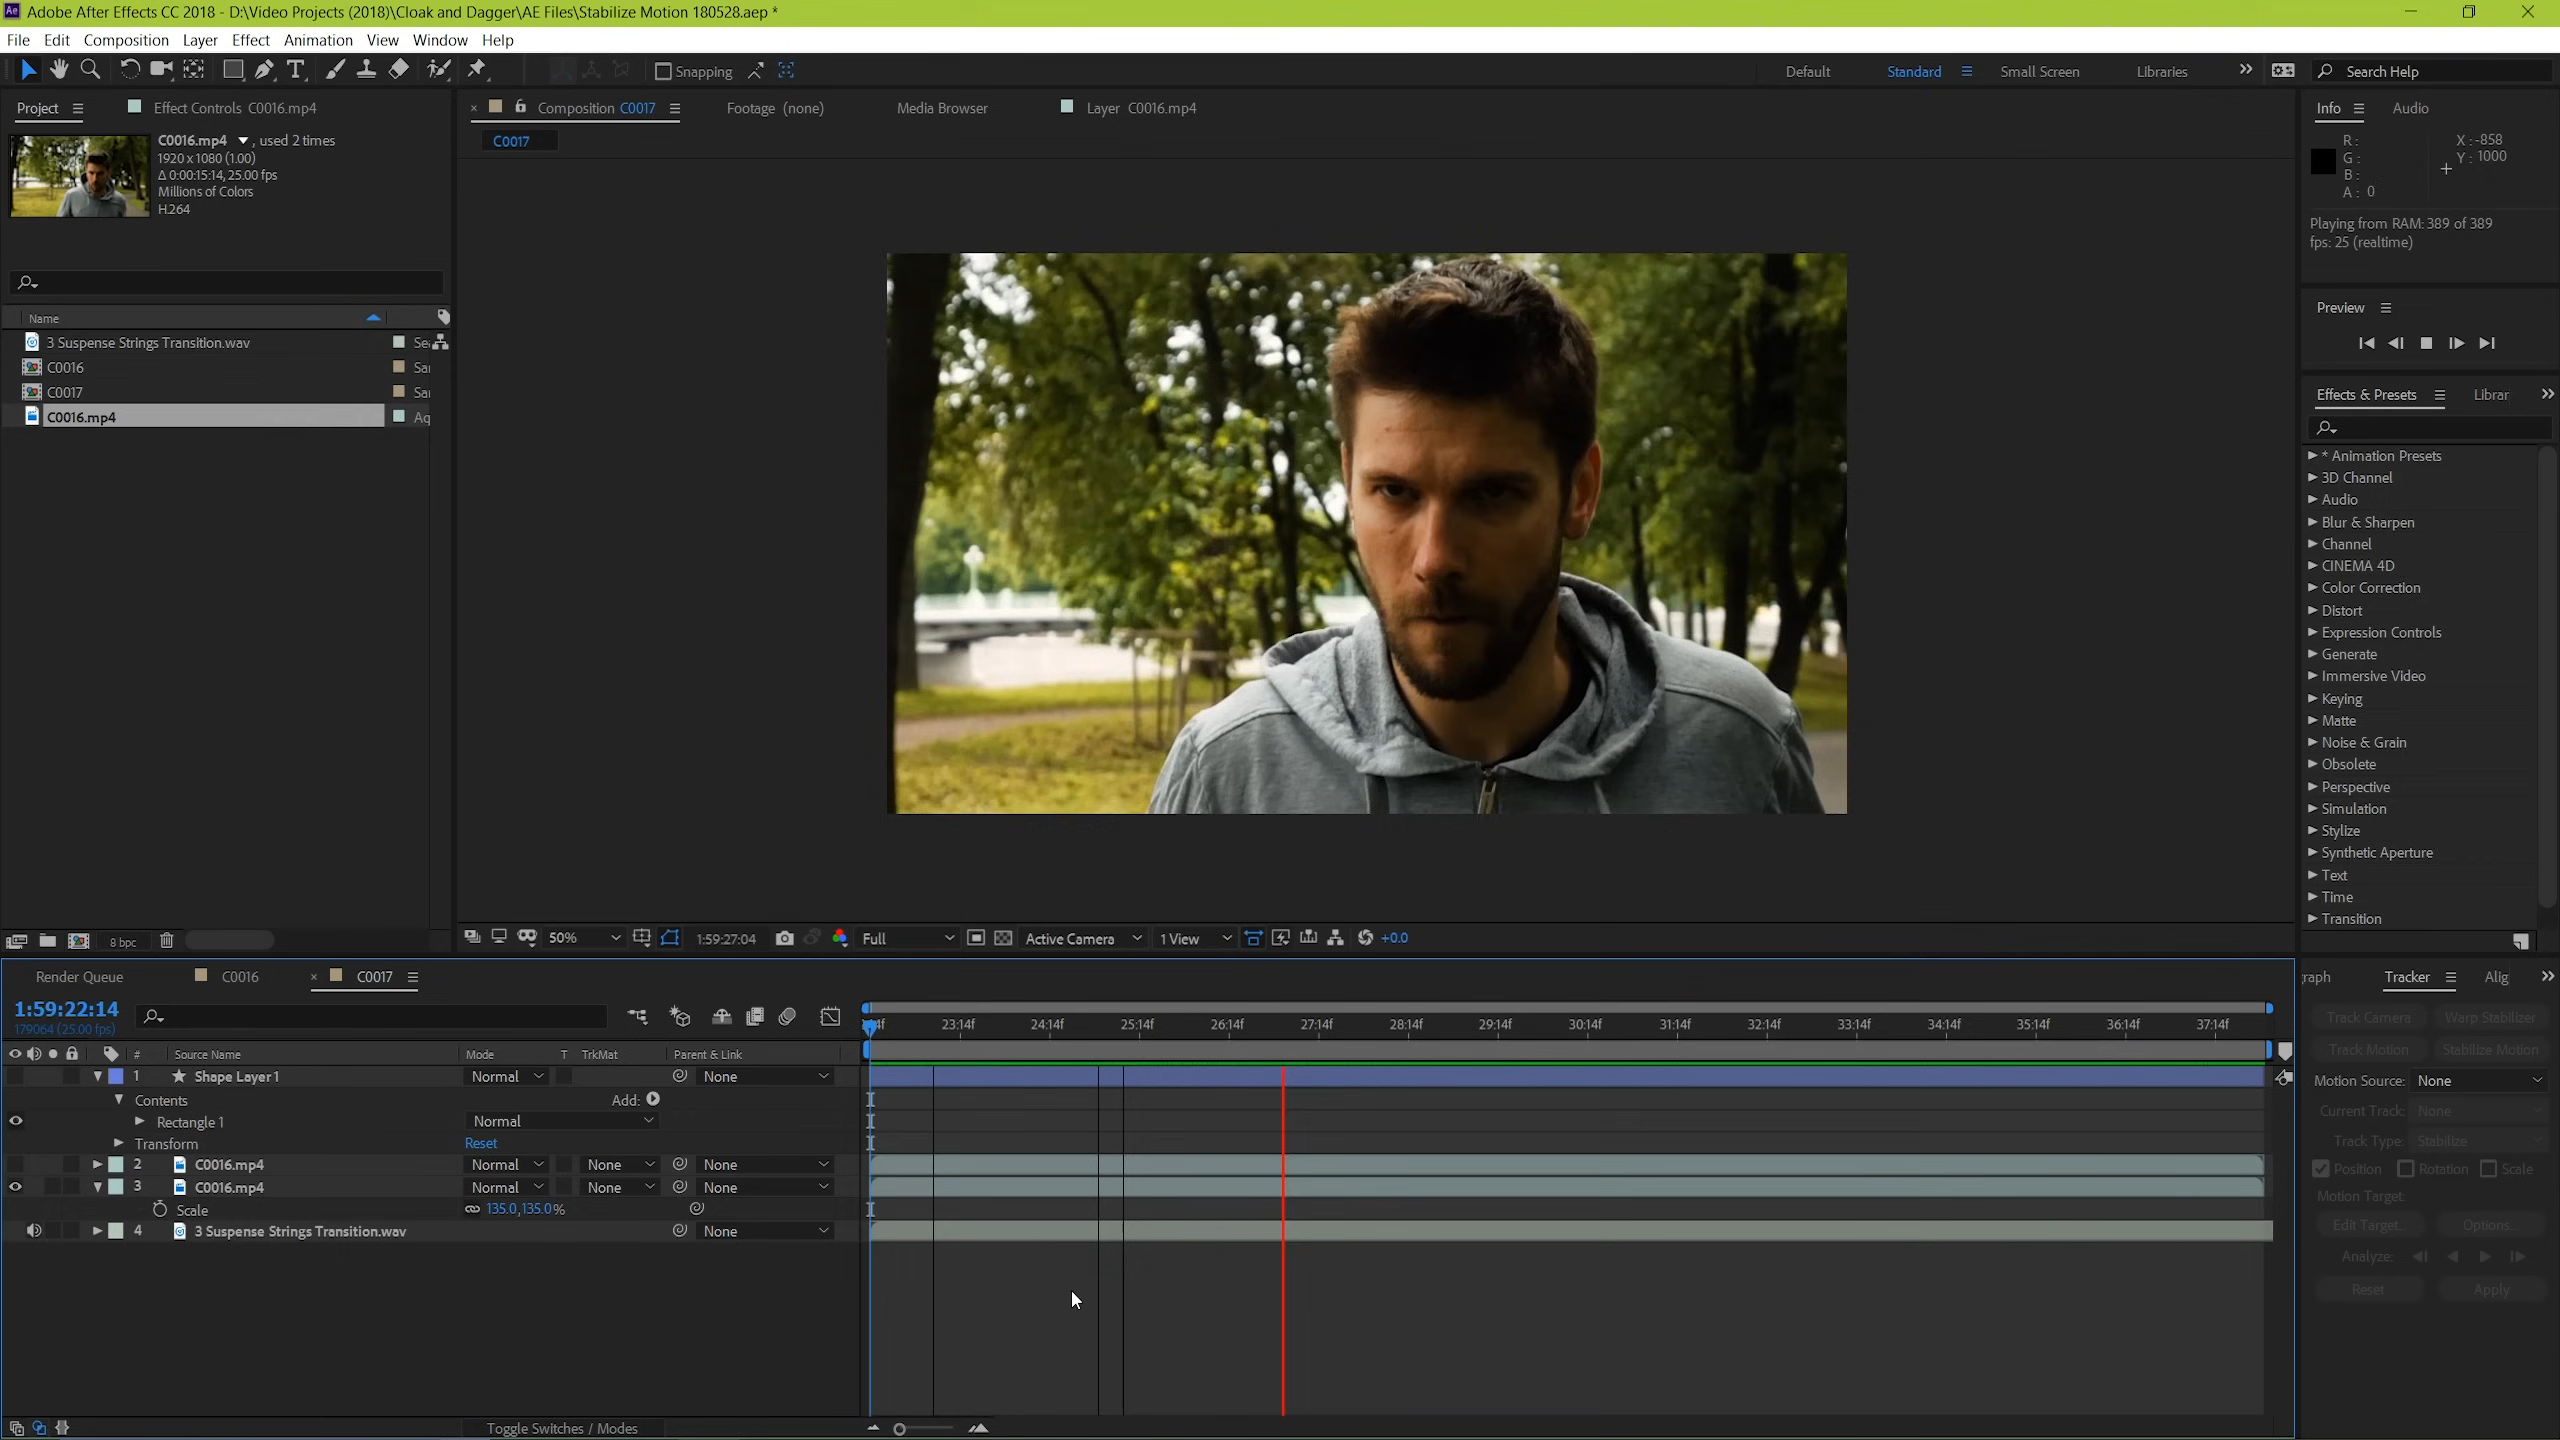 Adobe After Effects CC 2018 - D:\Video Projects (2018)\Cloak and Dagger\AE Files\Stabilize Motion 180528.aep *
File Edit Composition Layer Effect Animation View Window Help
Snapping Default Standard Small Screen Libraries Search Help
Project Effect Controls C0016.mp4
C0016.mp4 , used 2 times
1920 x 1080 (1.00)
Δ 0:00:15:14, 25.00 fps
Millions of Colors
H.264
Name
3 Suspense Strings Transition.wav
C0016
C0017
C0016.mp4
8 bpc
Composition C0017 Footage (none) Media Browser Layer C0016.mp4
C0017
50% 1:59:27:04 Full Active Camera 1 View +0.0
Info Audio
R: X: -858
G: Y: 1000
B:
A: 0
Playing from RAM: 389 of 389
fps: 25 (realtime)
Preview
Effects & Presets Librar
* Animation Presets
3D Channel
Audio
Blur & Sharpen
Channel
CINEMA 4D
Color Correction
Distort
Expression Controls
Generate
Immersive Video
Keying
Matte
Noise & Grain
Obsolete
Perspective
Simulation
Stylize
Synthetic Aperture
Text
Time
Transition
Render Queue C0016 C0017
1:59:22:14
179064 (25.00 fps)
23:14f 24:14f 25:14f 26:14f 27:14f 28:14f 29:14f 30:14f 31:14f 32:14f 33:14f 34:14f 35:14f 36:14f 37:14f
# Source Name Mode T TrkMat Parent & Link
1 Shape Layer 1 Normal None
Contents Add:
Rectangle 1 Normal
Transform Reset
2 C0016.mp4 Normal None None
3 C0016.mp4 Normal None None
Scale 135.0,135.0%
4 3 Suspense Strings Transition.wav None
Toggle Switches / Modes
raph Tracker Alig
Track Camera Warp Stabilizer
Track Motion Stabilize Motion
Motion Source: None
Current Track: None
Track Type: Stabilize
Position Rotation Scale
Motion Target:
Edit Target... Options...
Analyze:
Reset Apply